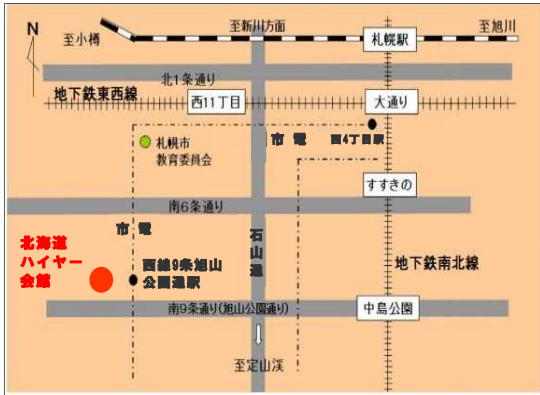 N
至小樽
至新川方面
札幌駅
至旭川
北1条通り
地下鉄東西線
西11丁目
大通り
札幌市
教育委員会
市電
西4丁目駅
すすきの
南6条通り
市電
石山通
北海道
ハイヤー
会館
西線9条旭山
公園通駅
地下鉄南北線
南9条通り(旭山公園通り)
中島公園
至定山渓